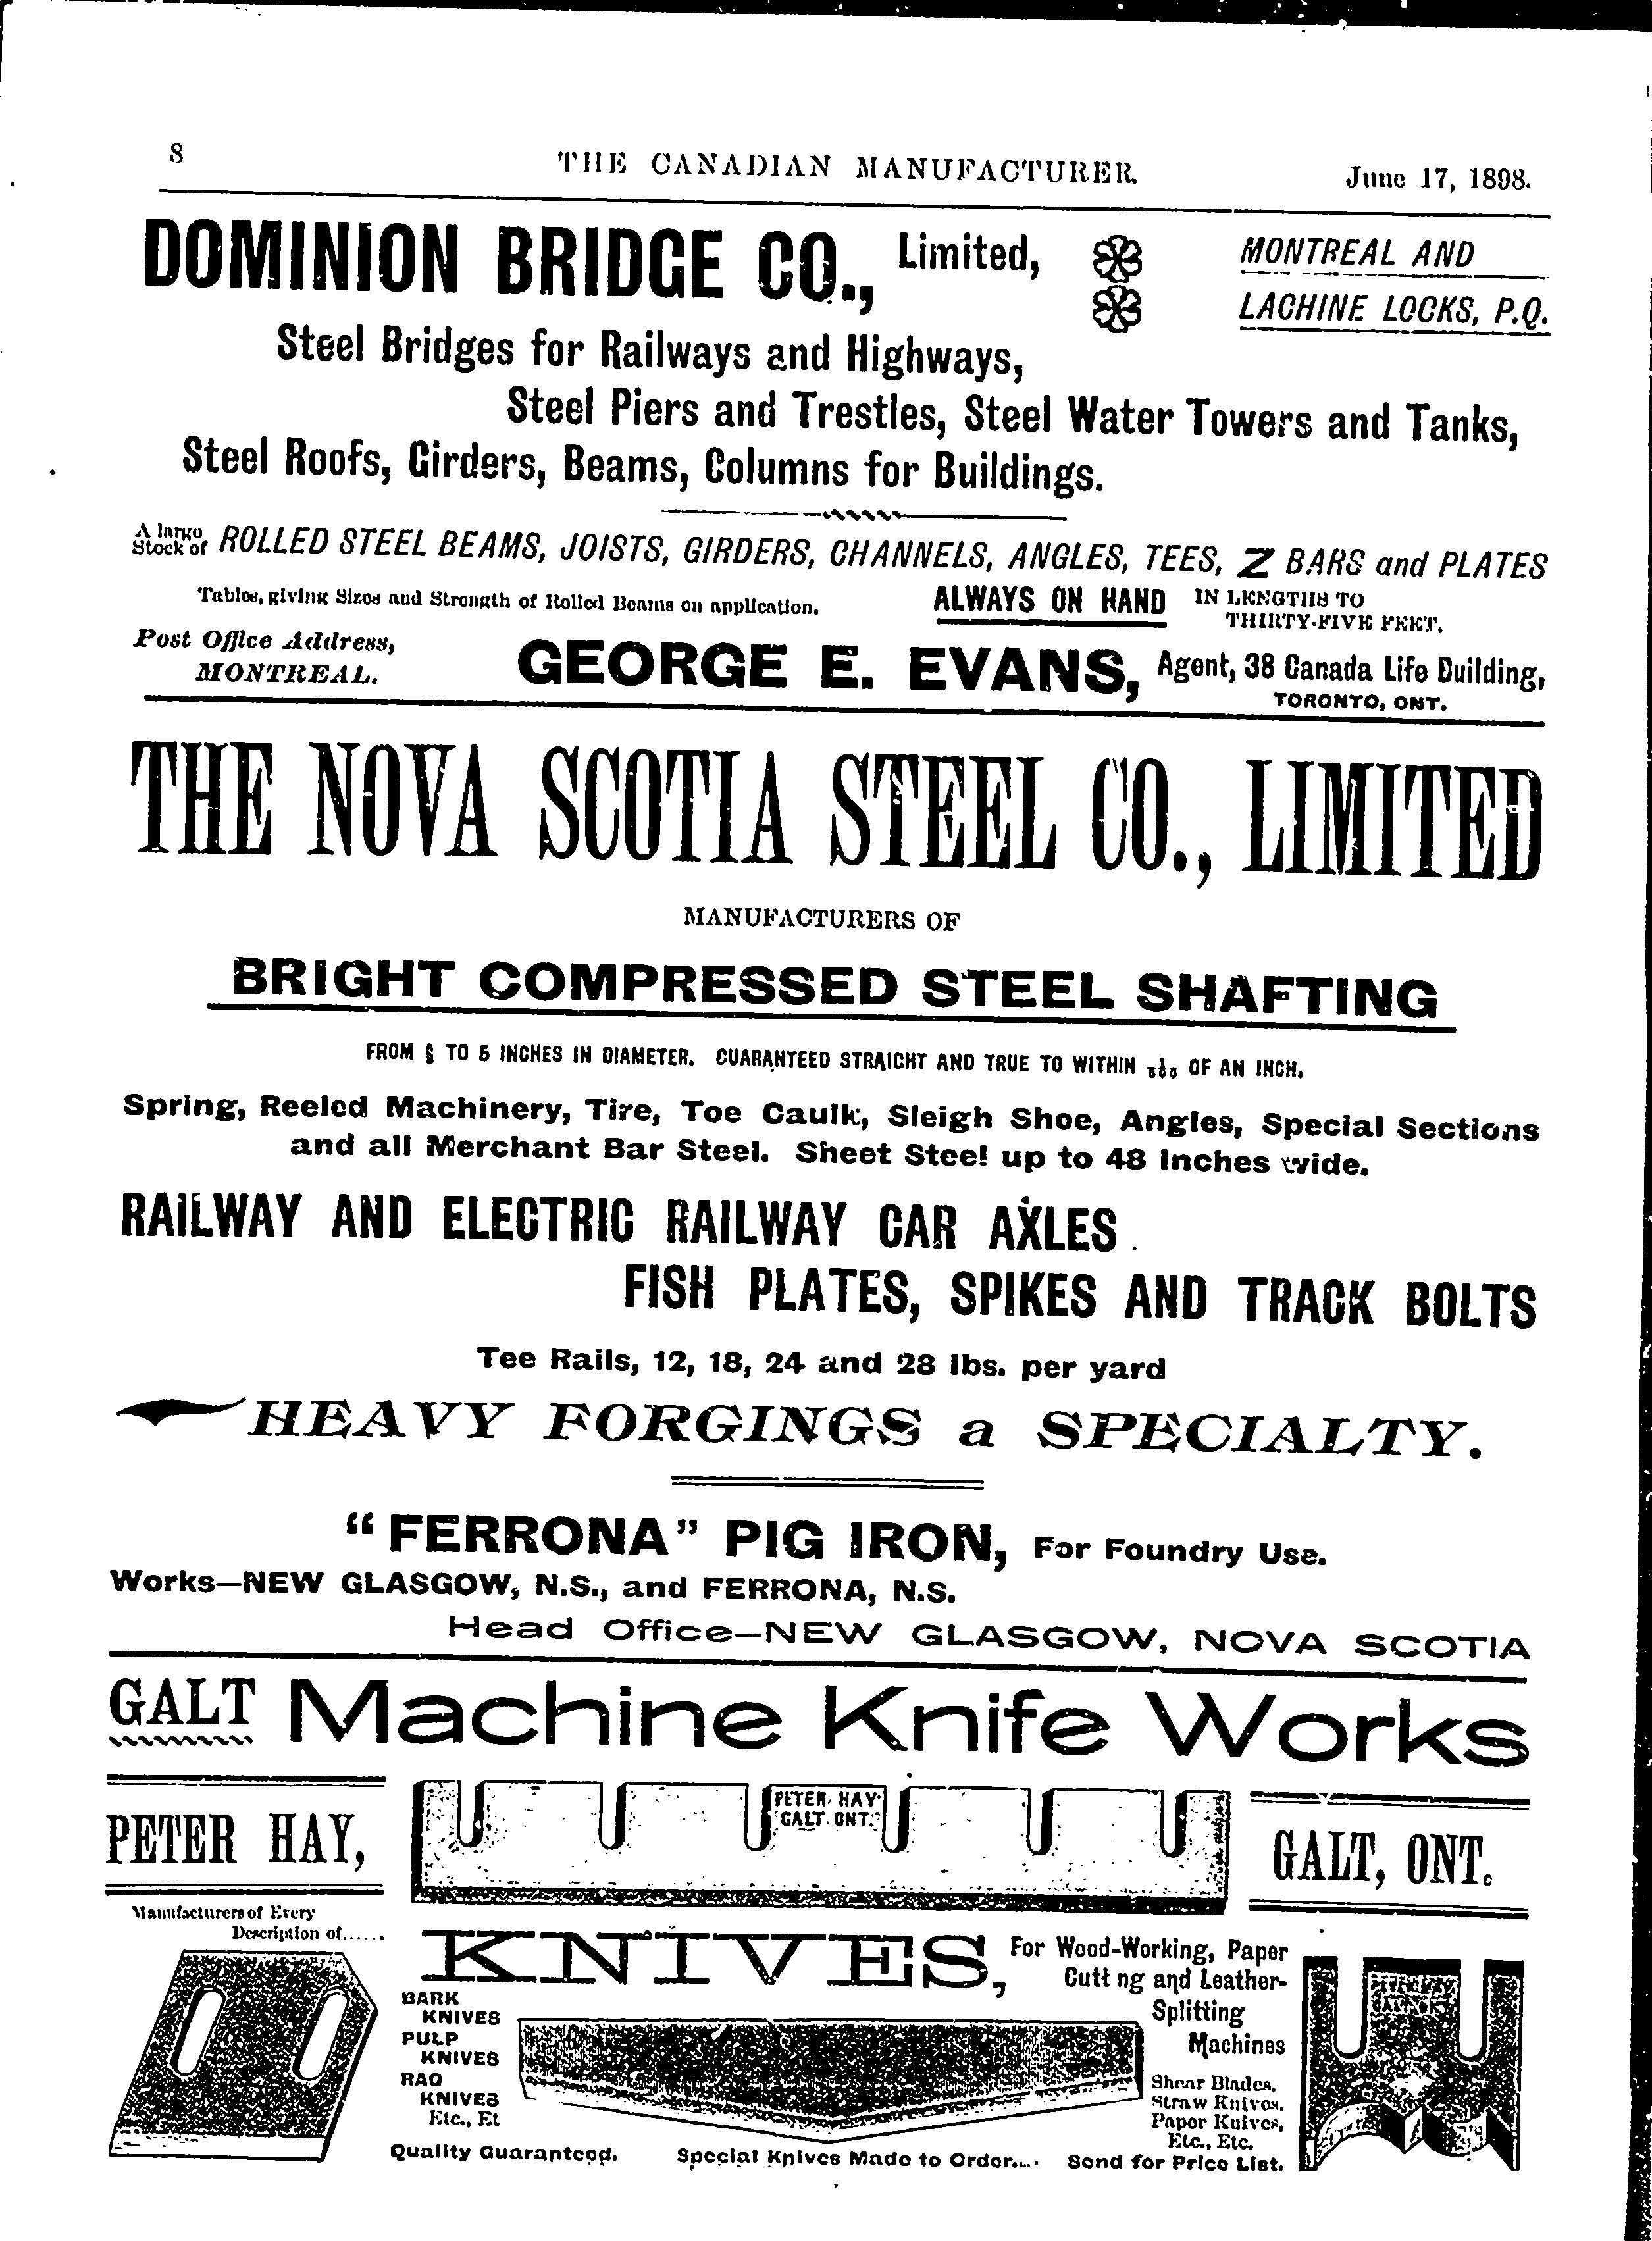 8
THE CANADIAN MANUFACTURER.
June 17, 1898.
DOMINION BRIDGE CO., Limited,
MONTREAL AND
LACHINE LOCKS, P.Q.
Steel Bridges for Railways and Highways,
Steel Piers and Trestles, Steel Water Towers and Tanks,
Steel Roofs, Girders, Beams, Columns for Buildings.
A large Stock of ROLLED STEEL BEAMS, JOISTS, GIRDERS, CHANNELS, ANGLES, TEES, Z BARS and PLATES
Tables, giving Sizes and Strength of Rolled Beams on application. ALWAYS ON HAND IN LENGTHS TO
THIRTY-FIVE FEET.
Post Office Address,
MONTREAL.
GEORGE E. EVANS, Agent, 38 Canada Life Building,
TORONTO, ONT.
THE NOVA SCOTIA STEEL CO., LIMITED
MANUFACTURERS OF
BRIGHT COMPRESSED STEEL SHAFTING
FROM TO 5 INCHES IN DIAMETER. GUARANTEED STRAIGHT AND TRUE TO WITHIN OF AN INCH.
Spring, Reeled Machinery, Tire, Toe Caulk, Sleigh Shoe, Angles, Special Sections
and all Merchant Bar Steel. Sheet Steel up to 48 Inches wide.
RAILWAY AND ELECTRIC RAILWAY CAR AXLES.
FISH PLATES, SPIKES AND TRACK BOLTS
Tee Rails, 12, 18, 24 and 28 lbs. per yard
HEAVY FORGINGS a SPECIALTY.
"FERRONA" PIG IRON, For Foundry Use.
Works—NEW GLASGOW, N.S., and FERRONA, N.S.
Head Office—NEW GLASGOW, NOVA SCOTIA
GALT Machine Knife Works
PETER HAY,
PETER HAY
GALT. ONT.
GALT, ONT.
Manufacturers of Every
Description of......
KNIVES,
For Wood-Working, Paper
Cutt ng and Leather-
Splitting
Machines
BARK
KNIVES
PULP
KNIVES
RAG
KNIVES
Etc., Et
Shear Blades,
Straw Knives,
Paper Knives,
Etc., Etc.
GALT. ON
Quality Guaranteed. Special Knives Made to Order.... Send for Price List.